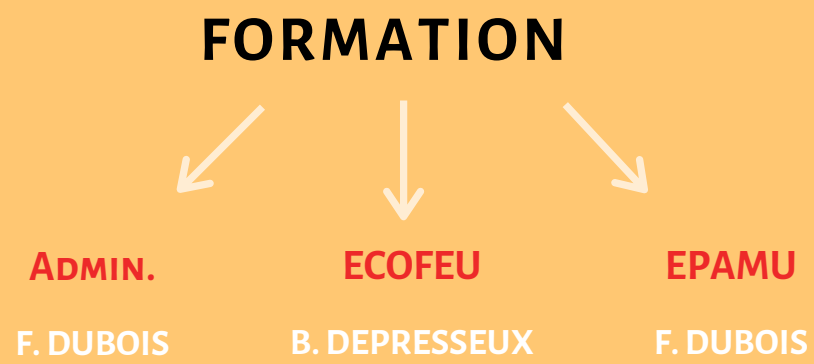 FORMATION
ADMIN. ECOFEU EPAMU
F. DUBOIS B. DEPRESSEUX F. DUBOIS